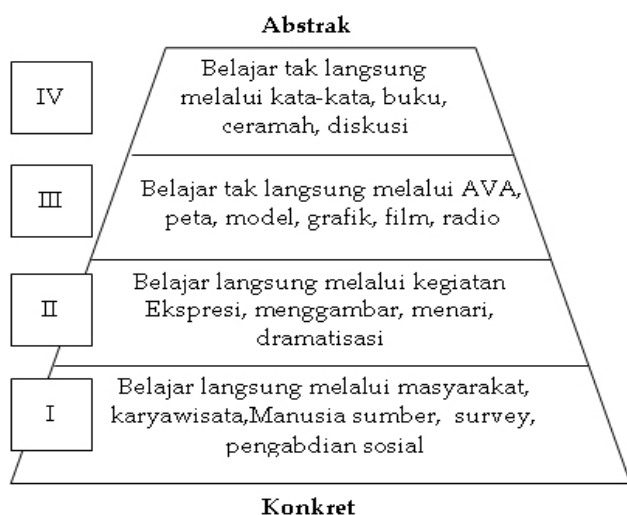 Abstrak
IV
Belajar tak langsung
melalui kata-kata, buku,
ceramah, diskusi
III
Belajar tak langsung melalui AVA,
peta, model, grafik, film, radio
II
Belajar langsung melalui kegiatan
Ekspresi, menggambar, menari,
dramatisasi
I
Belajar langsung melalui masyarakat,
karyawisata,Manusia sumber, survey,
pengabdian sosial
Konkret